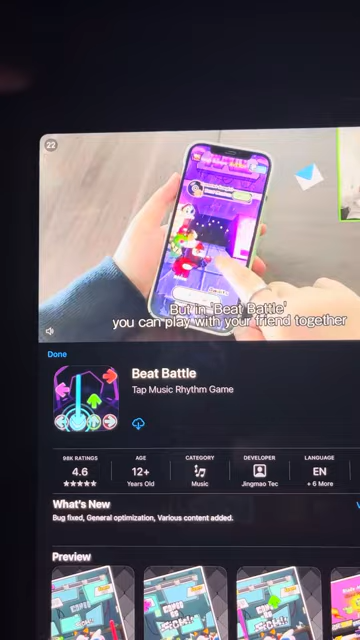 22
But in 'Beat Battle'
you can play with your friend together
Done
Beat Battle
Tap Music Rhythm Game
98K RATINGS
4.6
AGE
12+
Years Old
CATEGORY
Music
DEVELOPER
Jingmao Tec
LANGUAGE
EN
+ 6 More
What's New
Bug fixed, General optimization, Various content added.
Preview